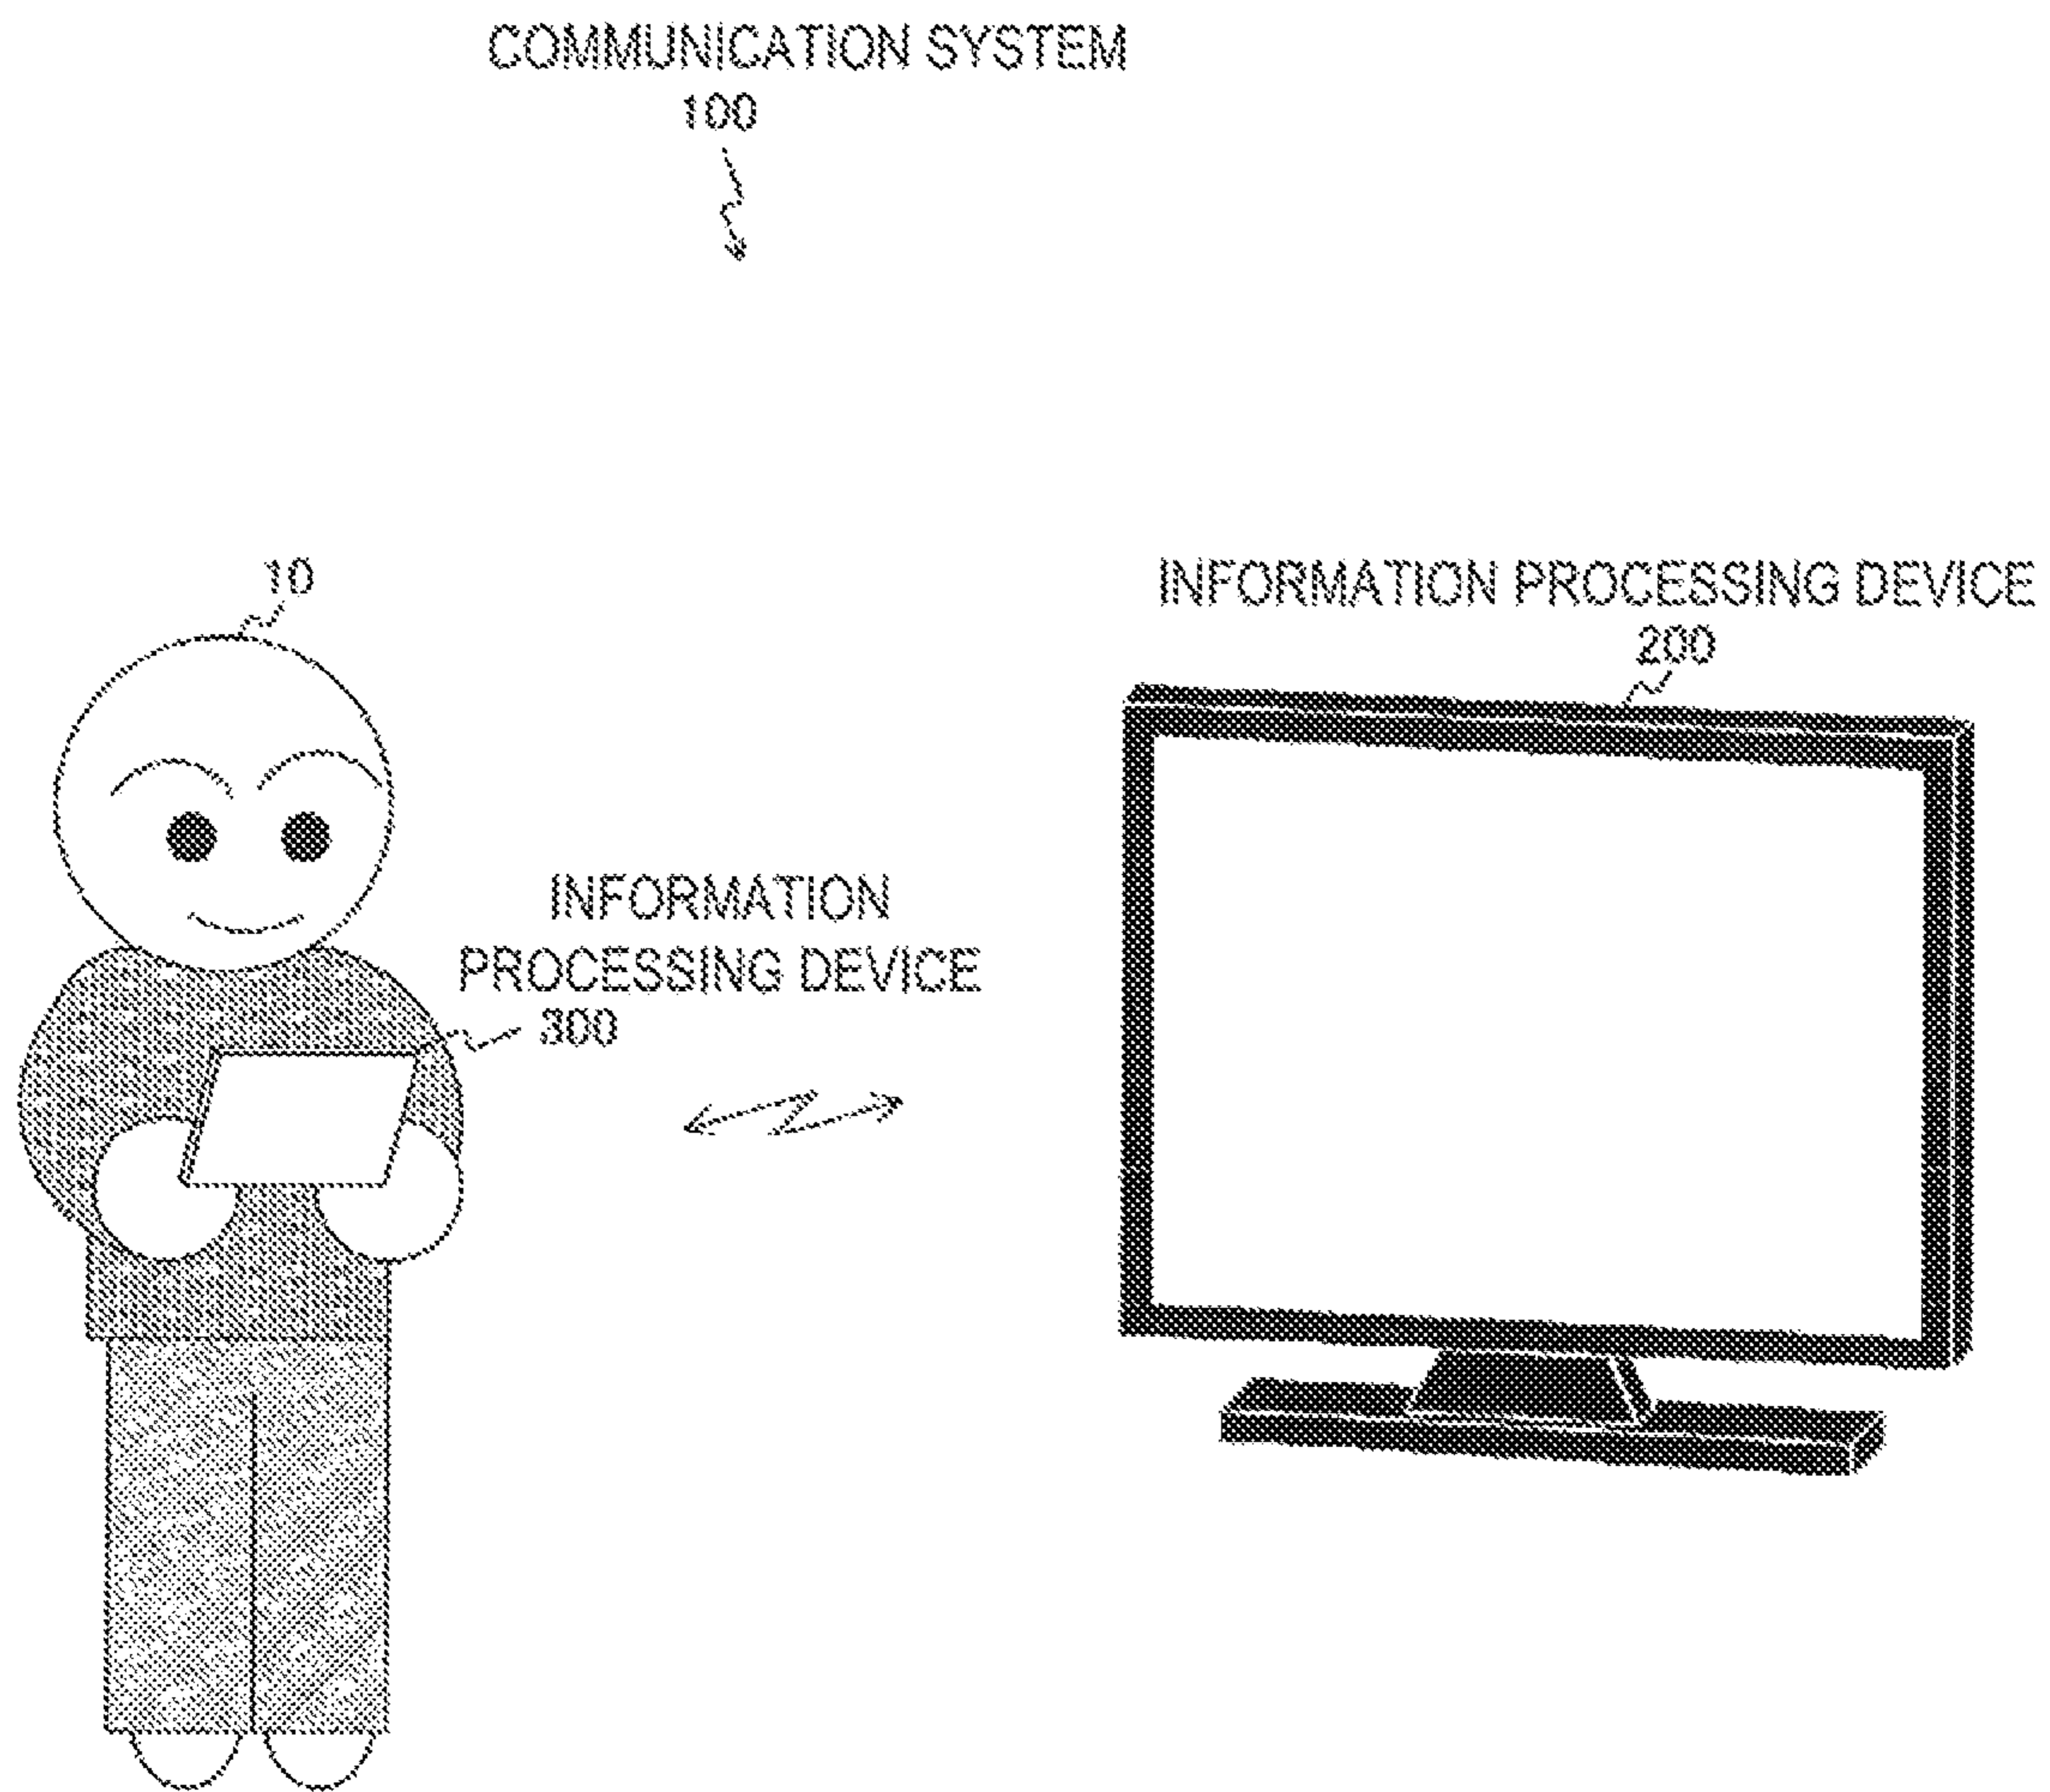 COMMUNICATION SYSTEM
100
10
INFORMATION PROCESSING DEVICE
200
INFORMATION
PROCESSING DEVICE
300